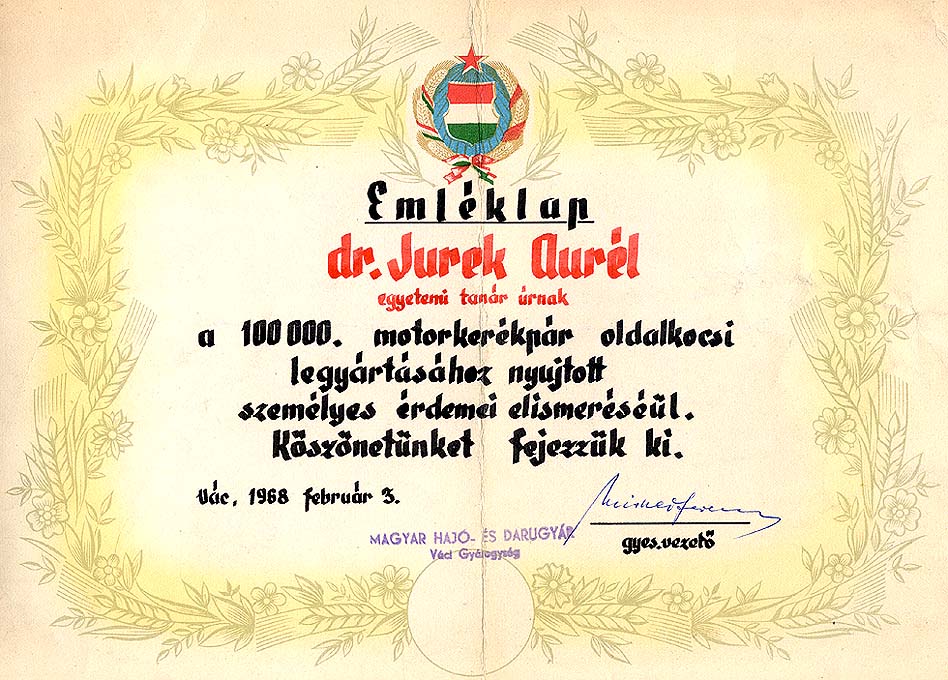 Emléklap
dr. Jurek Aurél
egyetemi tanár úrnak
a 100 000. motorkerékpár oldalkocsi
legyártásához nyujtott
személyes érdemei elismeréséül.
Köszönetünket fejezzük ki.
Vác, 1968 február 3.
MAGYAR HAJÓ- ÉS DARUGYÁR
Váci Gyáregység
gyes.vezető